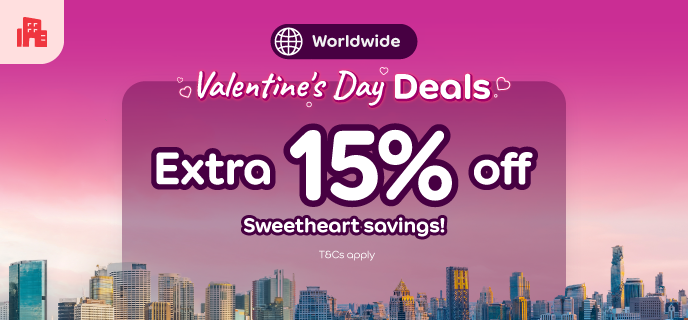 Worldwide
Valentine's Day Deals
Extra 15% off
Sweetheart savings!
T&Cs apply